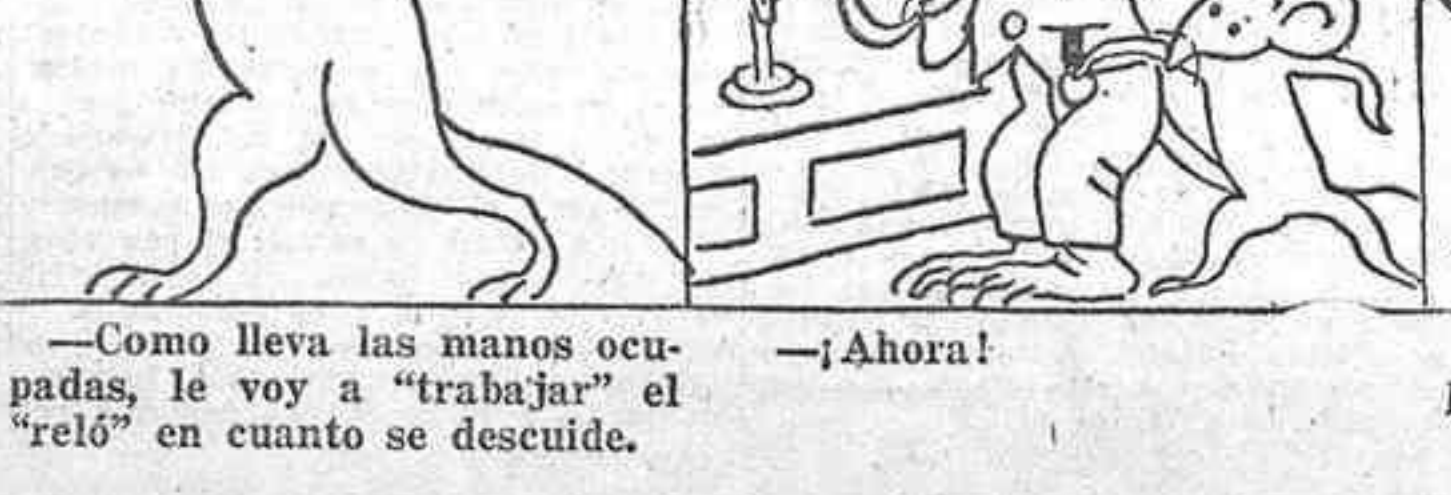 —Como lleva las manos ocu-
padas, le voy a “trabajar” el
“reló” en cuanto se descuide.
—¡Ahora!